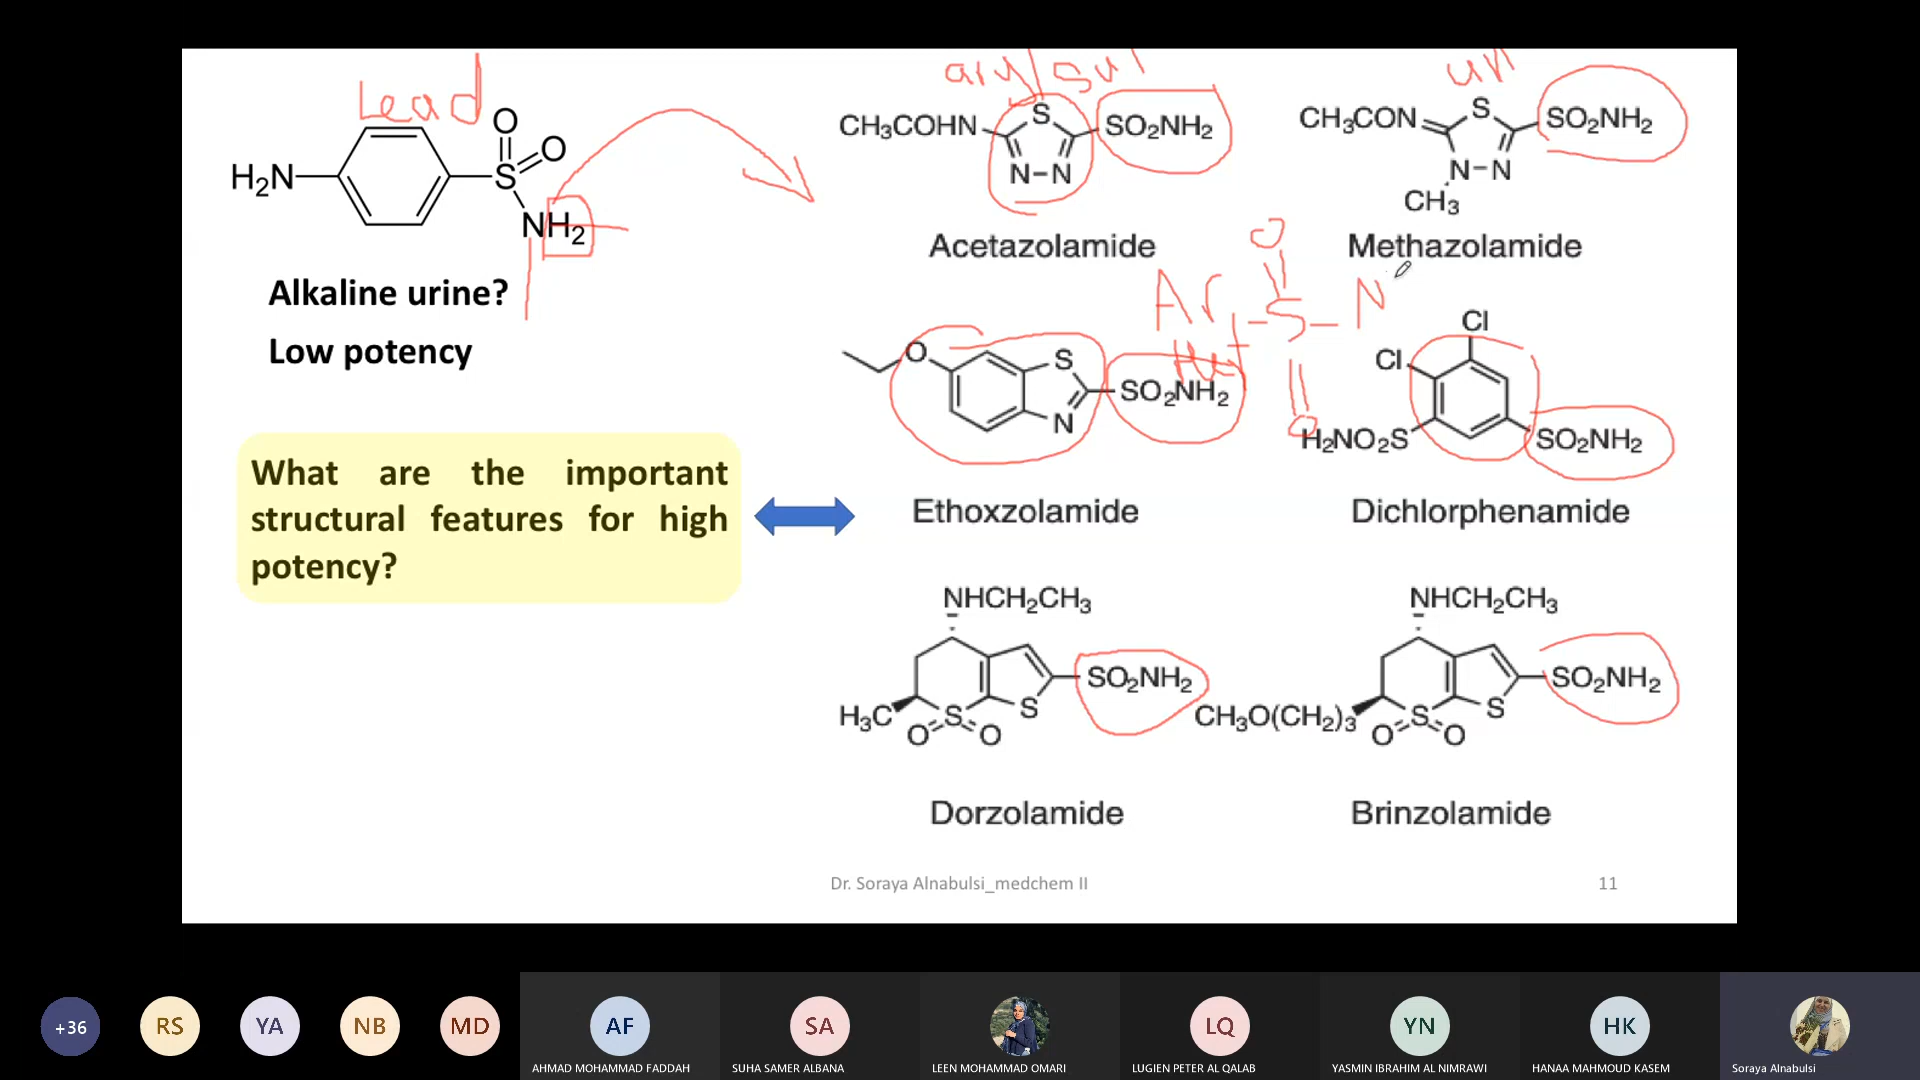 Lead
H₂N
O
O
S
NH₂
Alkaline urine?
Low potency
What are the important
structural features for high
potency?
aryl sul
CH₃COHN
S
SO₂NH₂
N-N
Acetazolamide
un
CH₃CON
S
SO₂NH₂
N-N
CH₃
Methazolamide
O
Ar - S - N
Het
O
O
S
N
SO₂NH₂
Ethoxzolamide
Cl
Cl
H₂NO₂S
SO₂NH₂
Dichlorphenamide
NHCH₂CH₃
SO₂NH₂
H₃C
S
S
O
O
Dorzolamide
NHCH₂CH₃
SO₂NH₂
CH₃O(CH₂)₃
S
S
O
O
Brinzolamide
Dr. Soraya Alnabulsi_medchem II
11
+36
RS
YA
NB
MD
AF
AHMAD MOHAMMAD FADDAH
SA
SUHA SAMER ALBANA
LEEN MOHAMMAD OMARI
LQ
LUGIEN PETER AL QALAB
YN
YASMIN IBRAHIM AL NIMRAWI
HK
HANAA MAHMOUD KASEM
Soraya Alnabulsi